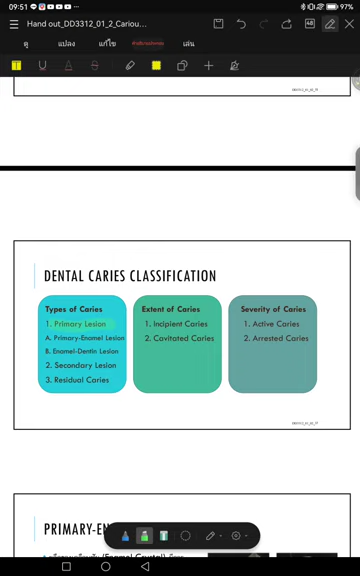 09:51
97%
Hand out_DD3312_01_2_Cariou...
48
ดู
แปลง
แก้ไข
เล่น
T
U
A
S
DENTAL CARIES CLASSIFICATION
Types of Caries
1. Primary Lesion
A. Primary-Enamel Lesion
B. Enamel-Dentin Lesion
2. Secondary Lesion
3. Residual Caries
Extent of Caries
1. Incipient Caries
2. Cavitated Caries
Severity of Caries
1. Active Caries
2. Arrested Caries
PRIMARY-EN
(Enamel Crystal)